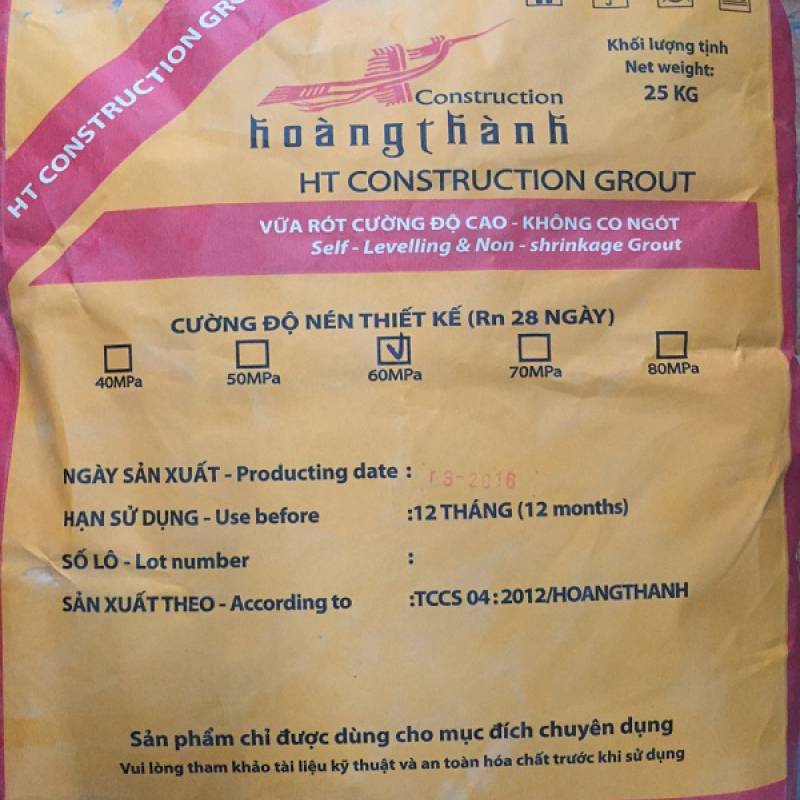 HT CONSTRUCTION GRO
Khối lượng tịnh
Net weight:
25 KG
Construction
hoàngthành
HT CONSTRUCTION GROUT
VỮA RÓT CƯỜNG ĐỘ CAO - KHÔNG CO NGÓT
Self - Levelling & Non - shrinkage Grout
CƯỜNG ĐỘ NÉN THIẾT KẾ (Rn 28 NGÀY)
40MPa 50MPa 60MPa 70MPa 80MPa
NGÀY SẢN XUẤT - Producting date :
HẠN SỬ DỤNG - Use before :12 THÁNG (12 months)
SỐ LÔ - Lot number :
SẢN XUẤT THEO - According to :TCCS 04 : 2012/HOANGTHANH
Sản phẩm chỉ được dùng cho mục đích chuyên dụng
Vui lòng tham khảo tài liệu kỹ thuật và an toàn hóa chất trước khi sử dụng